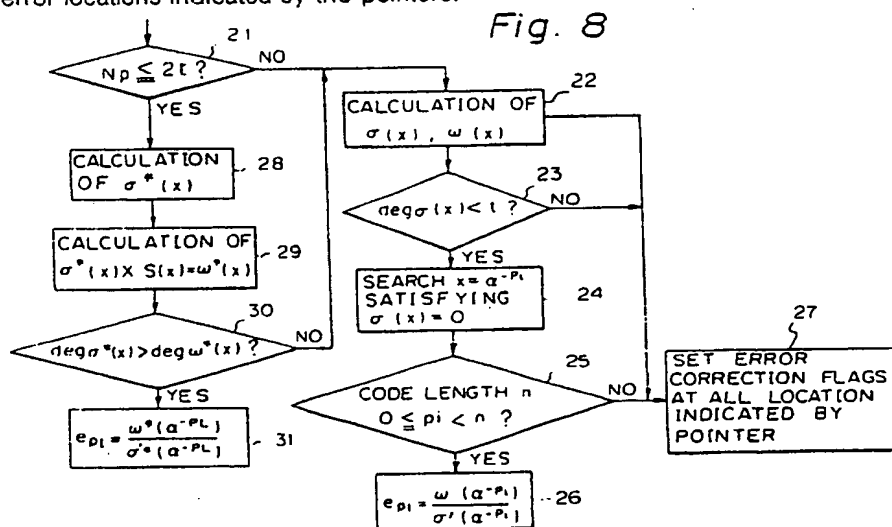 error locations indicated by the pointers.
Fig. 8
21
Np ≦ 2t ?
NO
YES
CALCULATION
OF σ*(x)
28
CALCULATION OF
σ*(x) X S(x)=ω*(x)
29
30
deg σ*(x) > deg ω*(x) ?
NO
YES
e_pi = ω*(α^-pi) / σ'*(α^-pi)
31
22
CALCULATION OF
σ(x), ω(x)
23
deg σ(x) < t ?
NO
YES
SEARCH x=α^-pi
SATISFYING
σ(x)=0
24
25
CODE LENGTH n
0 ≦ pi < n ?
NO
YES
e_pi = ω(α^-pi) / σ'(α^-pi)
26
27
SET ERROR
CORRECTION FLAGS
AT ALL LOCATION
INDICATED BY
POINTER